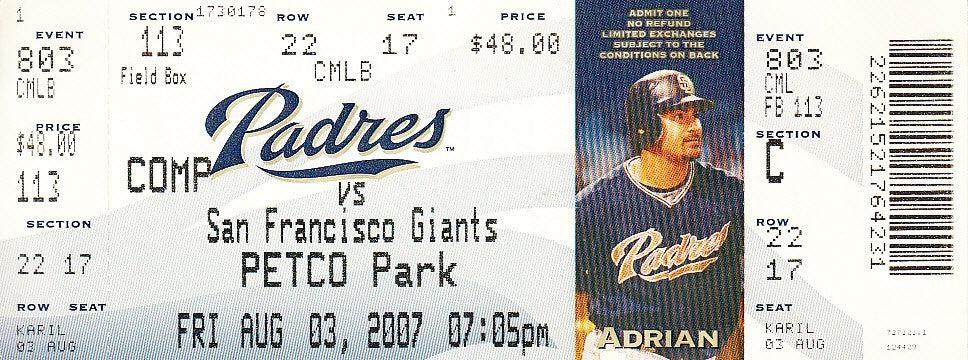 1
EVENT
803
CMLB
PRICE
$48.00
113
SECTION
22 17
ROW SEAT
KARIL
03 AUG
1730178 1
SECTION ROW SEAT PRICE
113 22 17 $48.00
Field Box CMLB
Padres™
COMP
VS
San Francisco Giants
PETCO Park
FRI AUG 03, 2007 07:05pm
ADMIT ONE
NO REFUND
LIMITED EXCHANGES
SUBJECT TO THE
CONDITIONS ON BACK
SD
Padres
ADRIAN
EVENT
803
CML
FB 113
SECTION
C
ROW
22
17
SEAT
KARIL
03 AUG
22621521764231